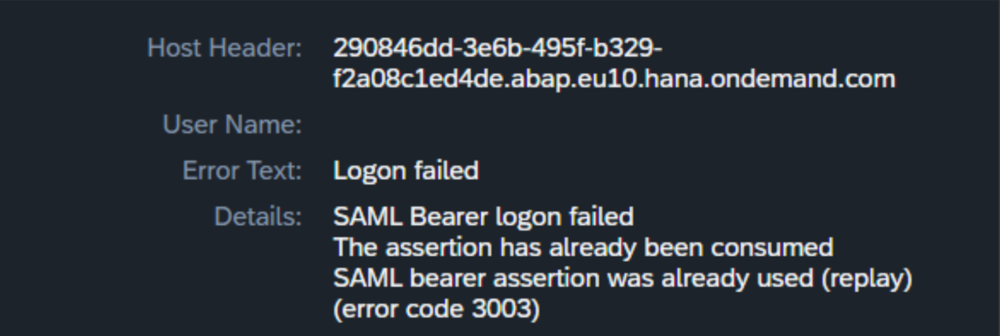 Host Header: 290846dd-3e6b-495f-b329-
f2a08c1ed4de.abap.eu10.hana.ondemand.com
User Name:
Error Text: Logon failed
Details: SAML Bearer logon failed
The assertion has already been consumed
SAML bearer assertion was already used (replay)
(error code 3003)